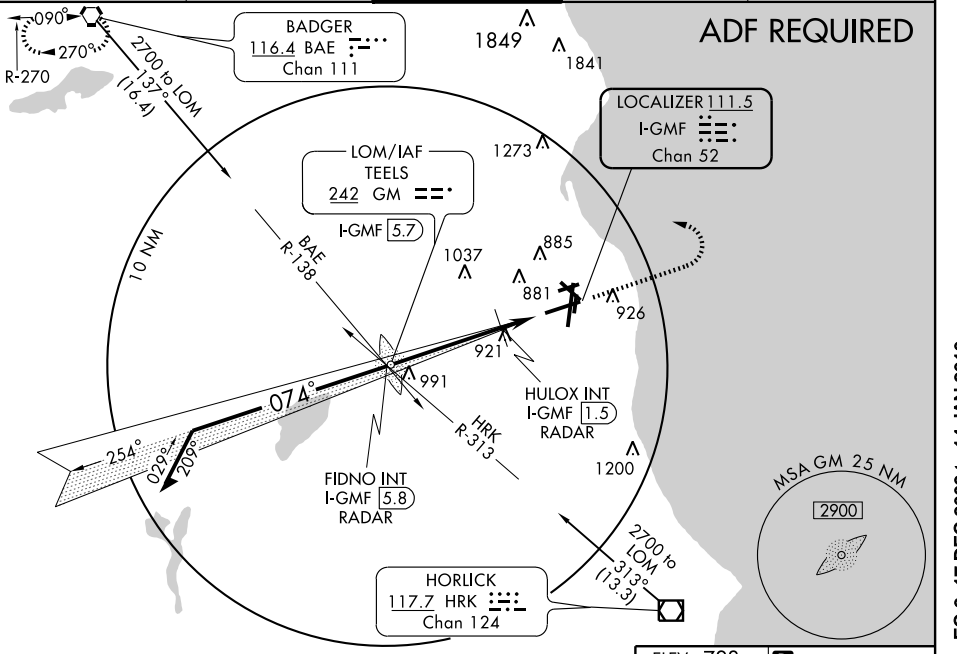 ADF REQUIRED
090°
270°
R-270
BADGER
116.4 BAE
Chan 111
2700 to LOM
137°
(16.4)
1849
1841
LOCALIZER 111.5
I-GMF
Chan 52
1273
LOM/IAF
TEELS
242 GM
I-GMF 5.7
10 NM
BAE
R-138
1037
885
881
926
921
991
074°
HULOX INT
I-GMF 1.5
RADAR
254°
029°
209°
HRK
R-313
FIDNO INT
I-GMF 5.8
RADAR
1200
MSA GM 25 NM
2900
2700 to
LOM
313°
(13.3)
HORLICK
117.7 HRK
Chan 124